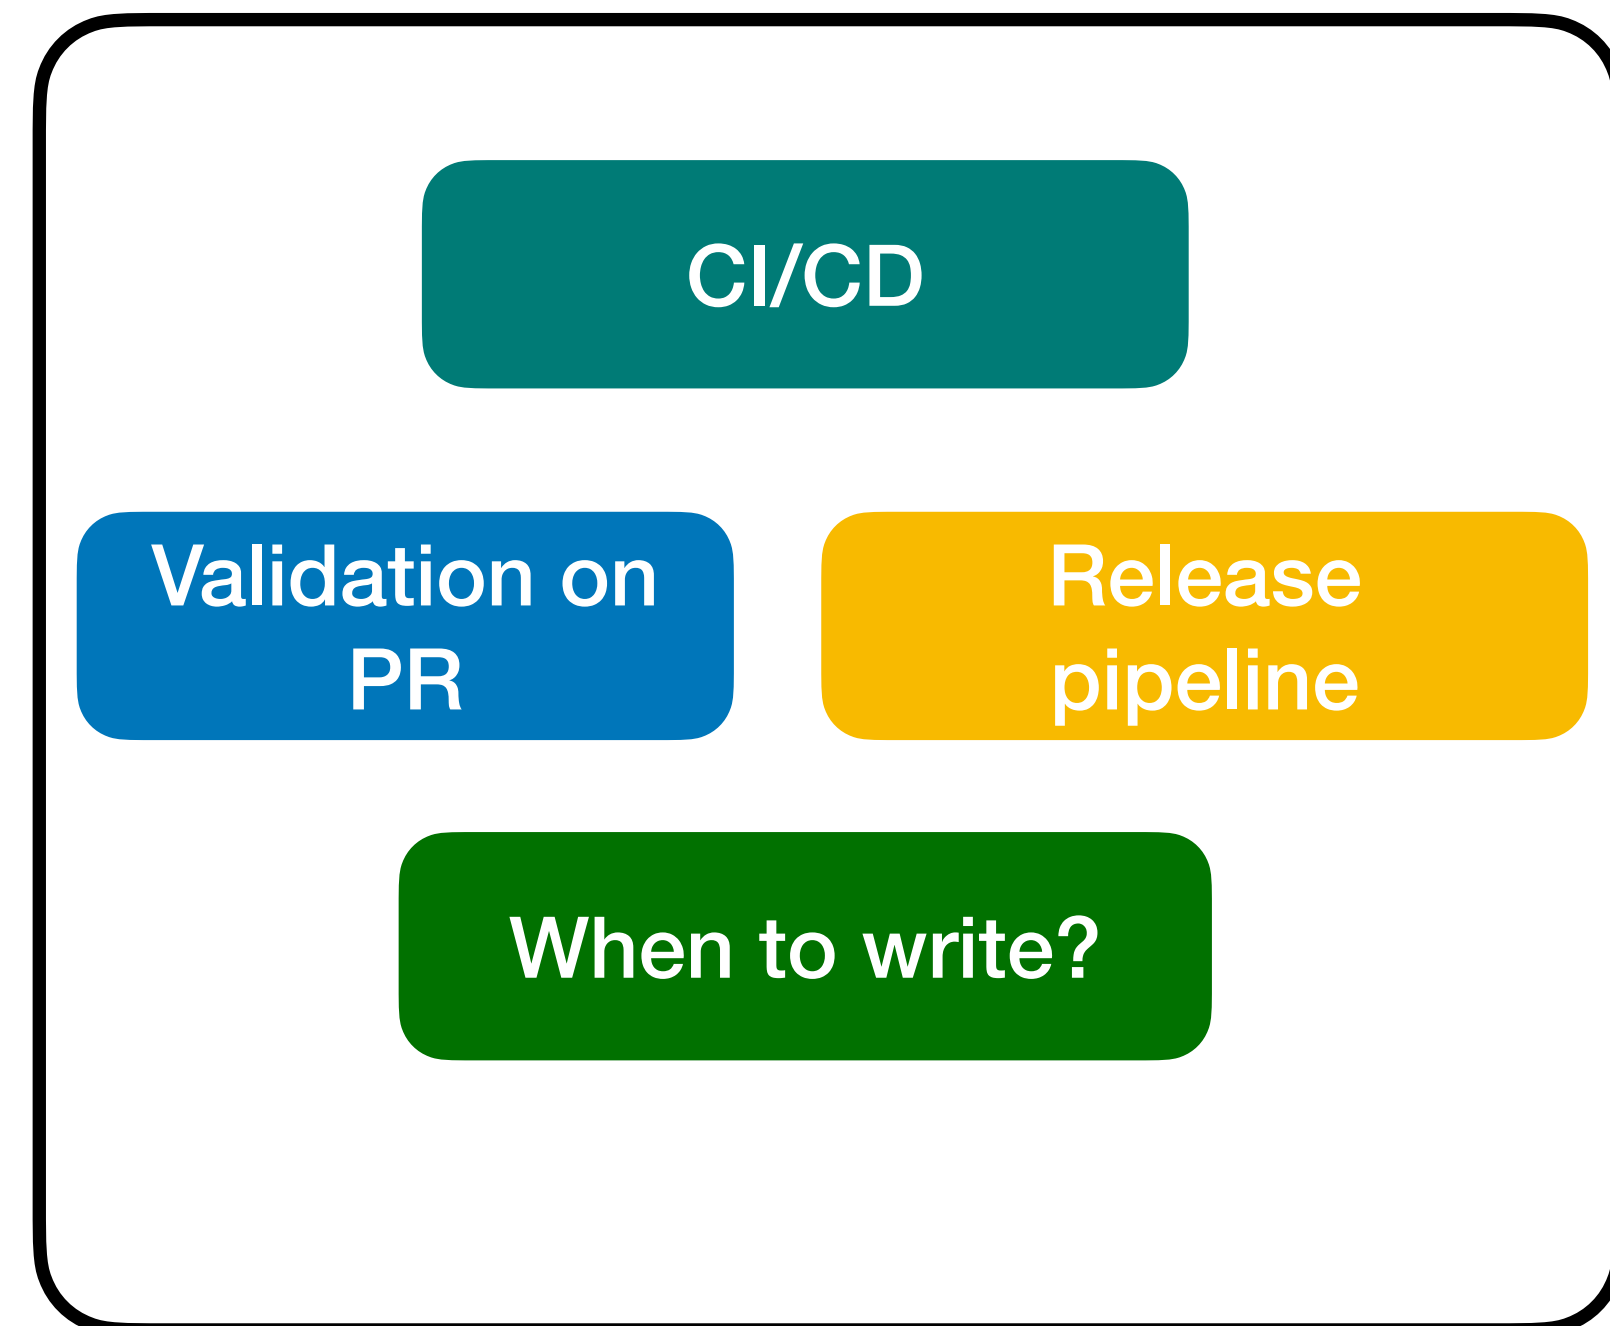 CI/CD
Validation on
PR
Release
pipeline
When to write?